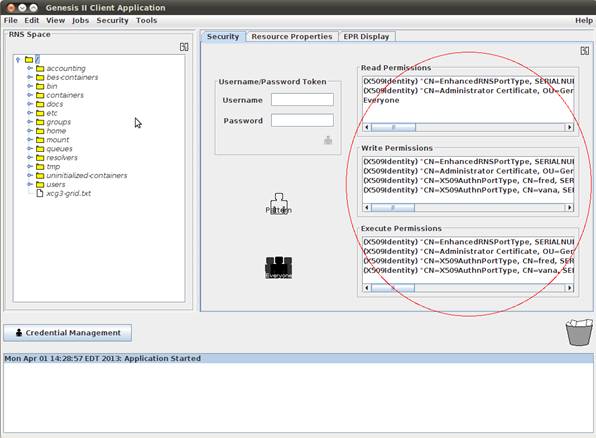 Genesis II Client Application
File Edit View Jobs Security Tools Help
RNS Space
/
accounting
bes-containers
bin
containers
docs
etc
groups
home
mount
queues
resolvers
tmp
uninitialized-containers
users
xcg3-grid.txt
Security Resource Properties EPR Display
Username/Password Token
Username
Password
Pattern
Everyone
Read Permissions
(X509Identity) "CN=EnhancedRNSPortType, SERIALNU
(X509Identity) "CN=Administrator Certificate, OU=Ger
Everyone
Write Permissions
(X509Identity) "CN=EnhancedRNSPortType, SERIALNU
(X509Identity) "CN=Administrator Certificate, OU=Ger
(X509Identity) "CN=X509AuthnPortType, CN=fred, SER
(X509Identity) "CN=X509AuthnPortType, CN=vana, SEI
Execute Permissions
(X509Identity) "CN=EnhancedRNSPortType, SERIALNU
(X509Identity) "CN=Administrator Certificate, OU=Ger
(X509Identity) "CN=X509AuthnPortType, CN=fred, SER
(X509Identity) "CN=X509AuthnPortType, CN=vana, SEI
Credential Management
Mon Apr 01 14:28:57 EDT 2013: Application Started